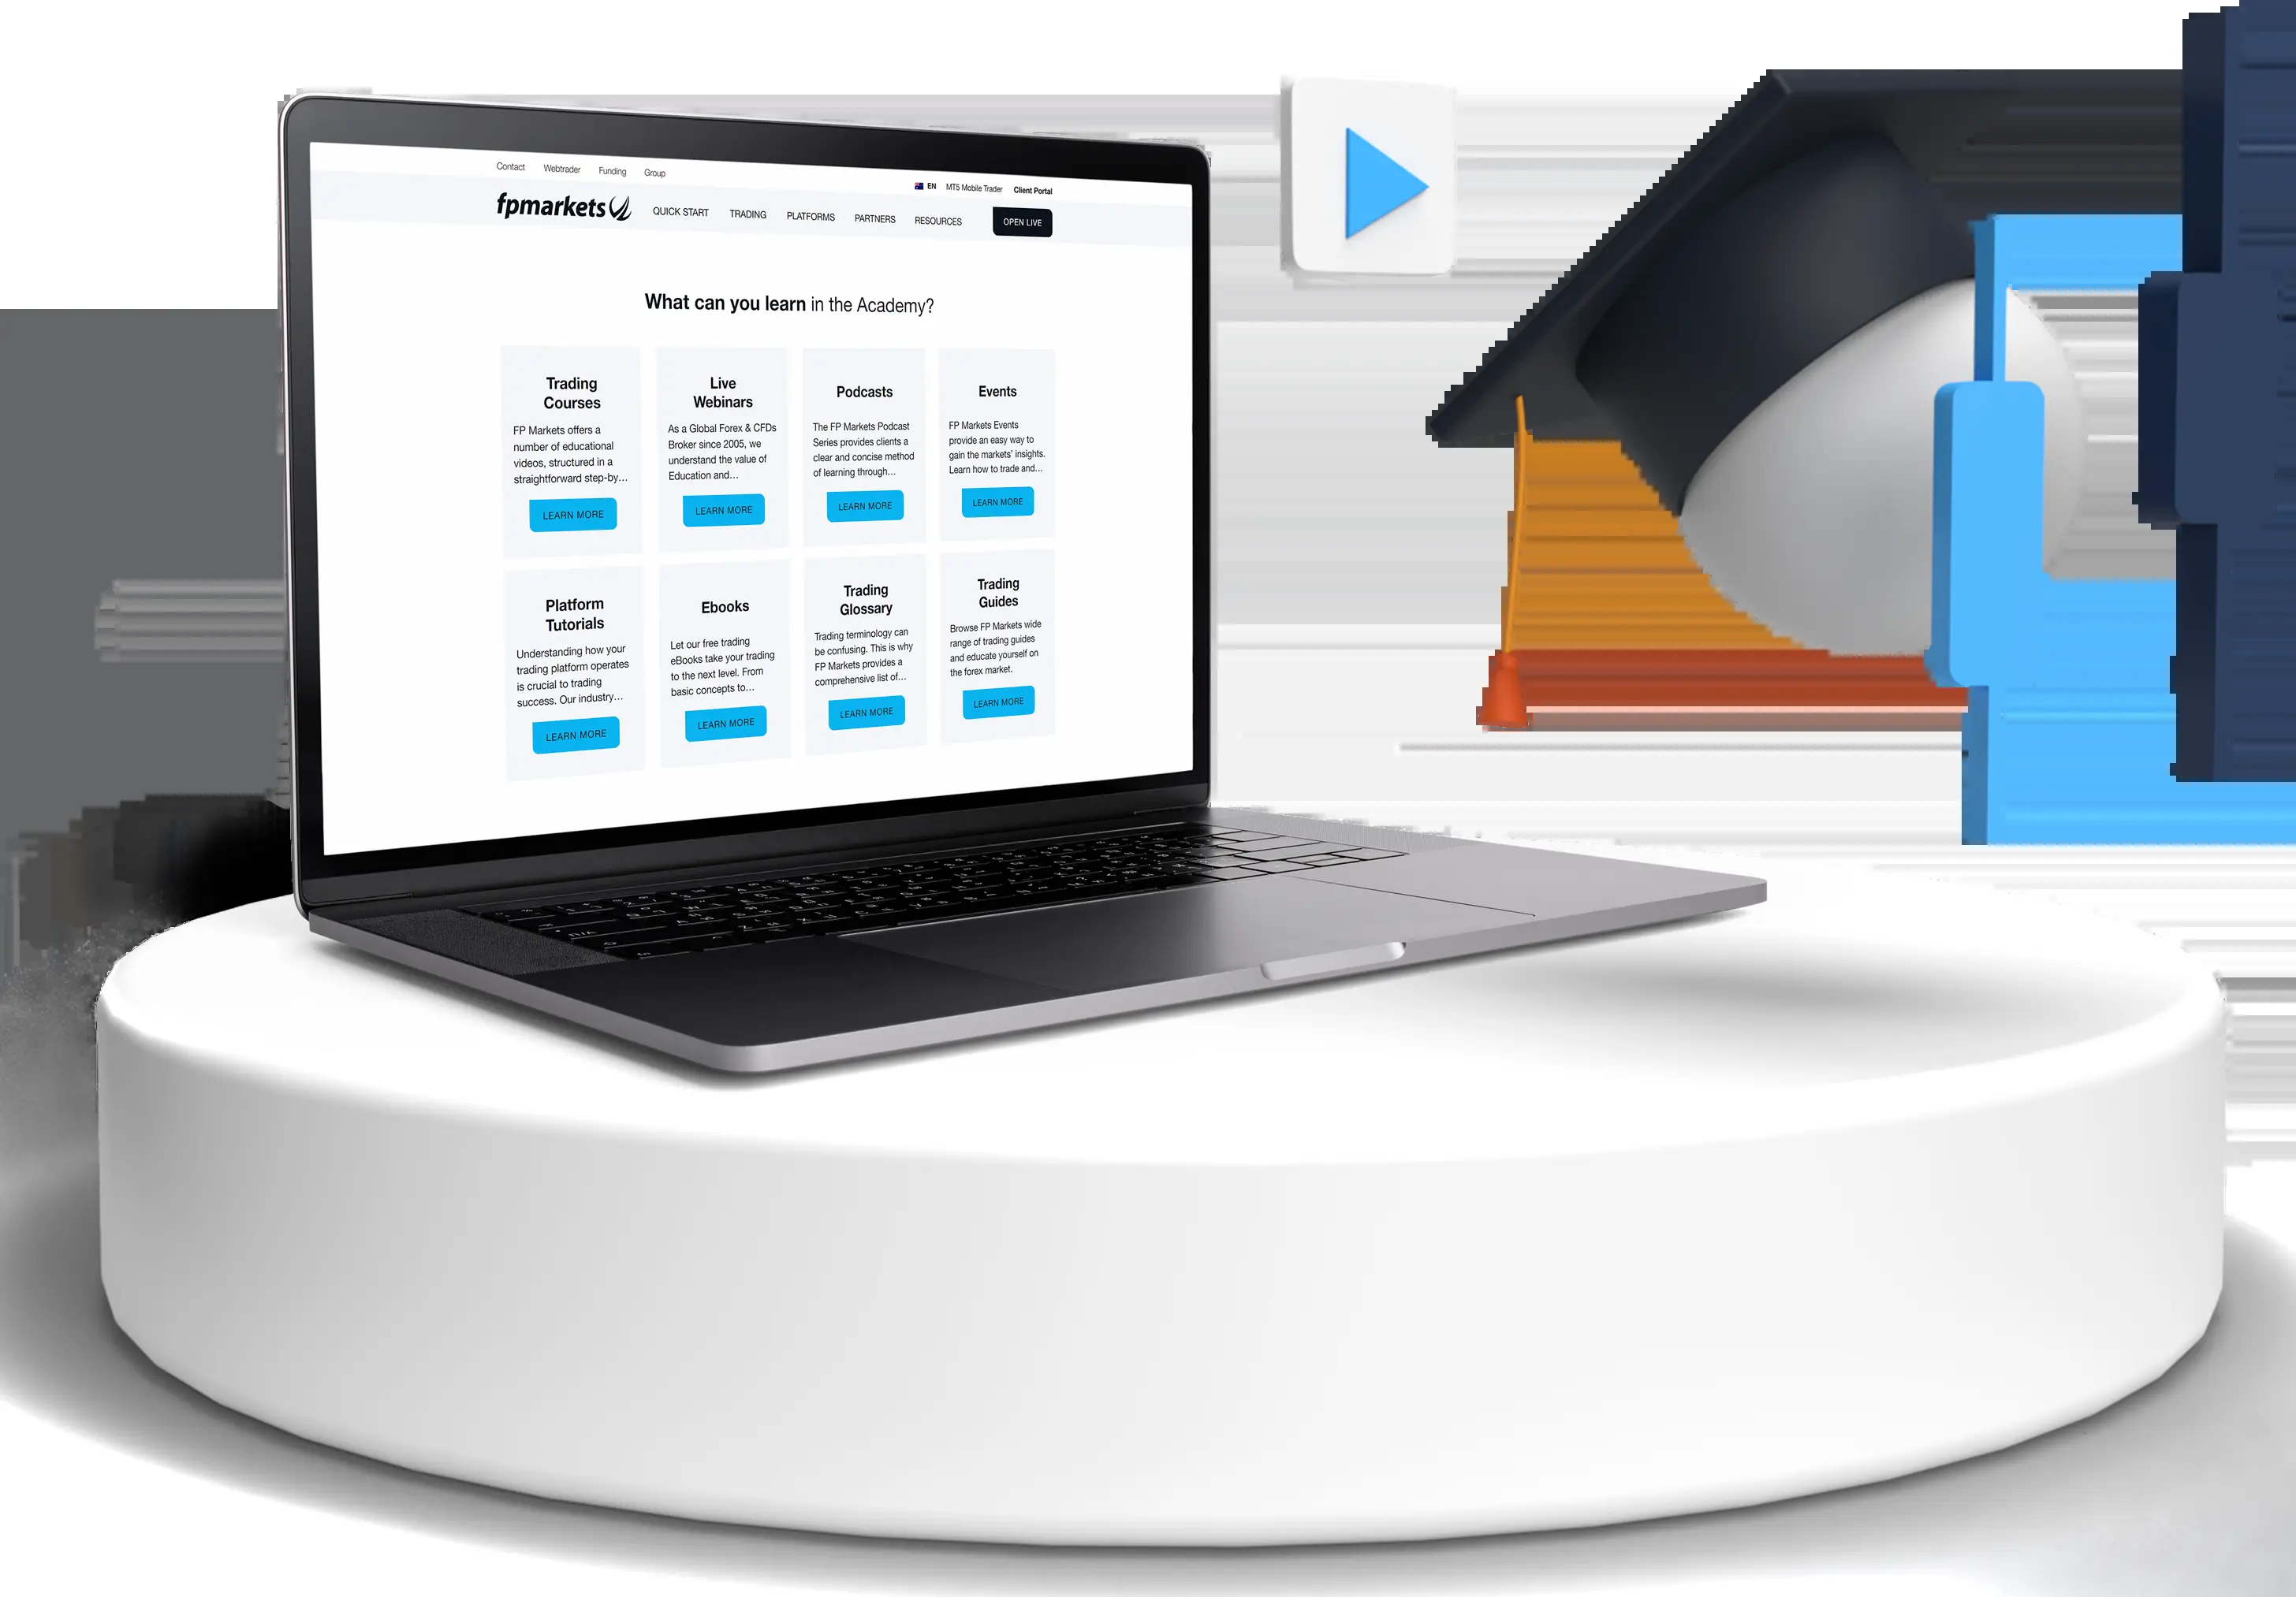 Contact Webtrader Funding Group
EN MT5 Mobile Trader Client Portal
fpmarkets QUICK START TRADING PLATFORMS PARTNERS RESOURCES OPEN LIVE
What can you learn in the Academy?
Trading
Courses
FP Markets offers a
number of educational
videos, structured in a
straightforward step-by...
LEARN MORE
Live
Webinars
As a Global Forex & CFDs
Broker since 2005, we
understand the value of
Education and...
LEARN MORE
Podcasts
The FP Markets Podcast
Series provides clients a
clear and concise method
of learning through...
LEARN MORE
Events
FP Markets Events
provide an easy way to
gain the markets' insights.
Learn how to trade and...
LEARN MORE
Platform
Tutorials
Understanding how your
trading platform operates
is crucial to trading
success. Our industry...
LEARN MORE
Ebooks
Let our free trading
eBooks take your trading
to the next level. From
basic concepts to...
LEARN MORE
Trading
Glossary
Trading terminology can
be confusing. This is why
FP Markets provides a
comprehensive list of...
LEARN MORE
Trading
Guides
Browse FP Markets wide
range of trading guides
and educate yourself on
the forex market.
LEARN MORE